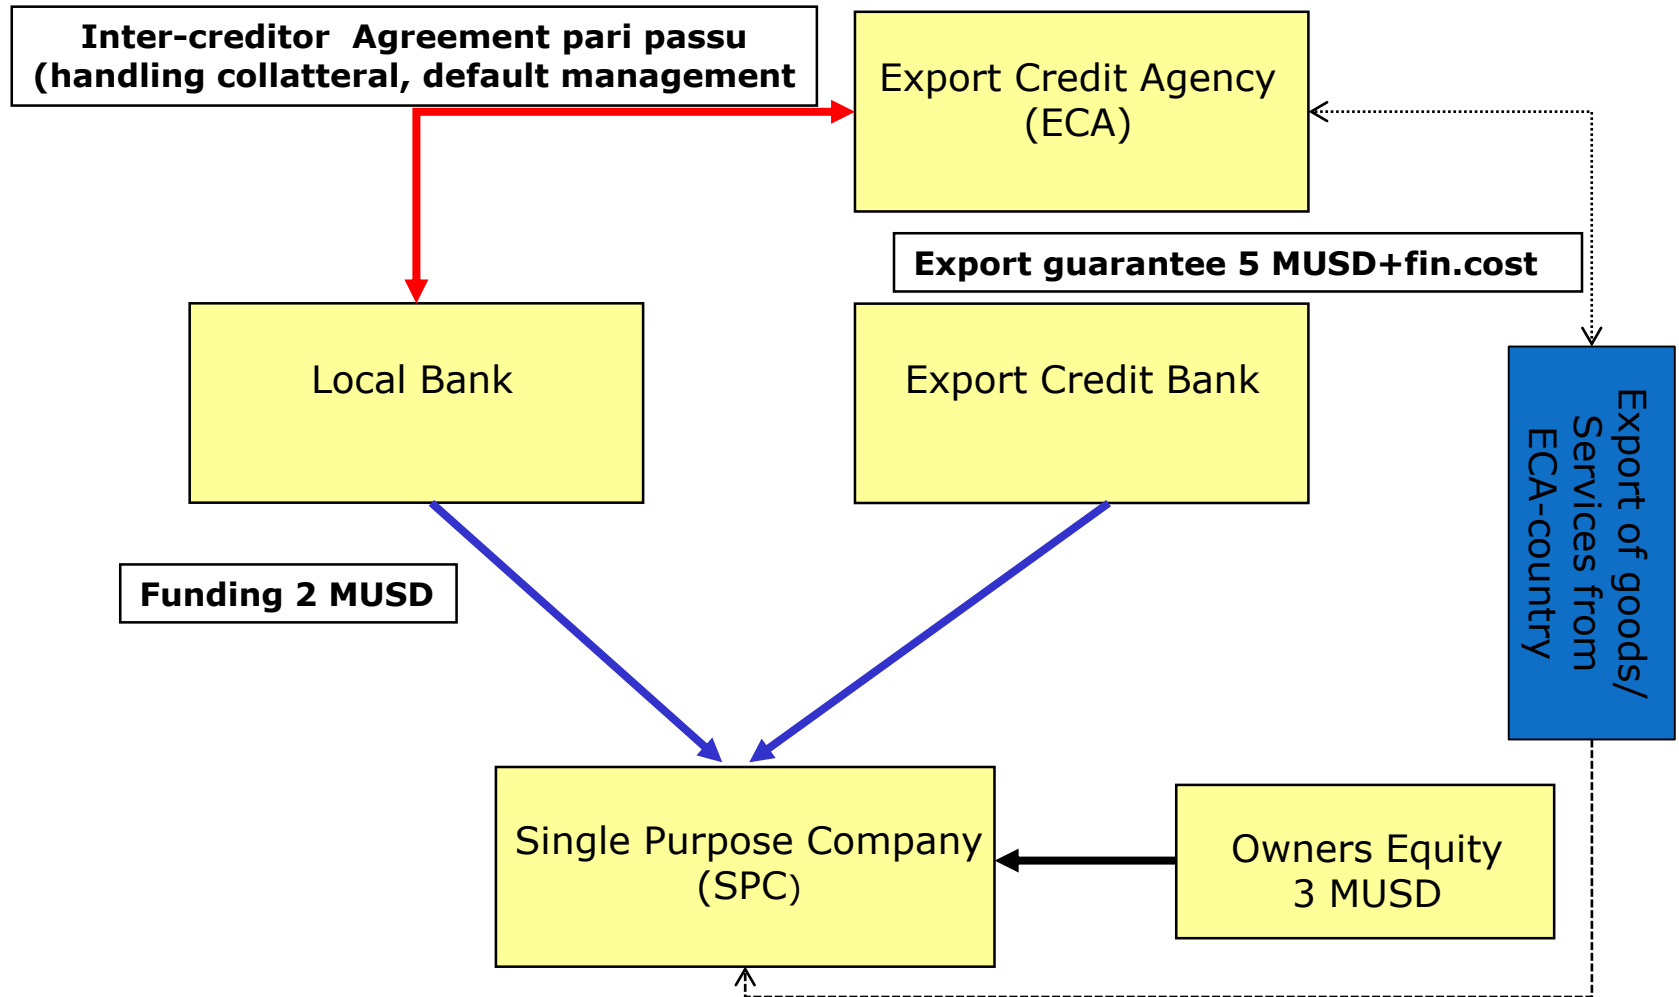 Inter-creditor  Agreement pari passu
(handling collatteral, default management
Export Credit Agency
(ECA)
Export guarantee 5 MUSD+fin.cost
Local Bank
Export Credit Bank
Export of goods/
Services from
ECA-country
Funding 2 MUSD
Single Purpose Company
(SPC)
Owners Equity
3 MUSD